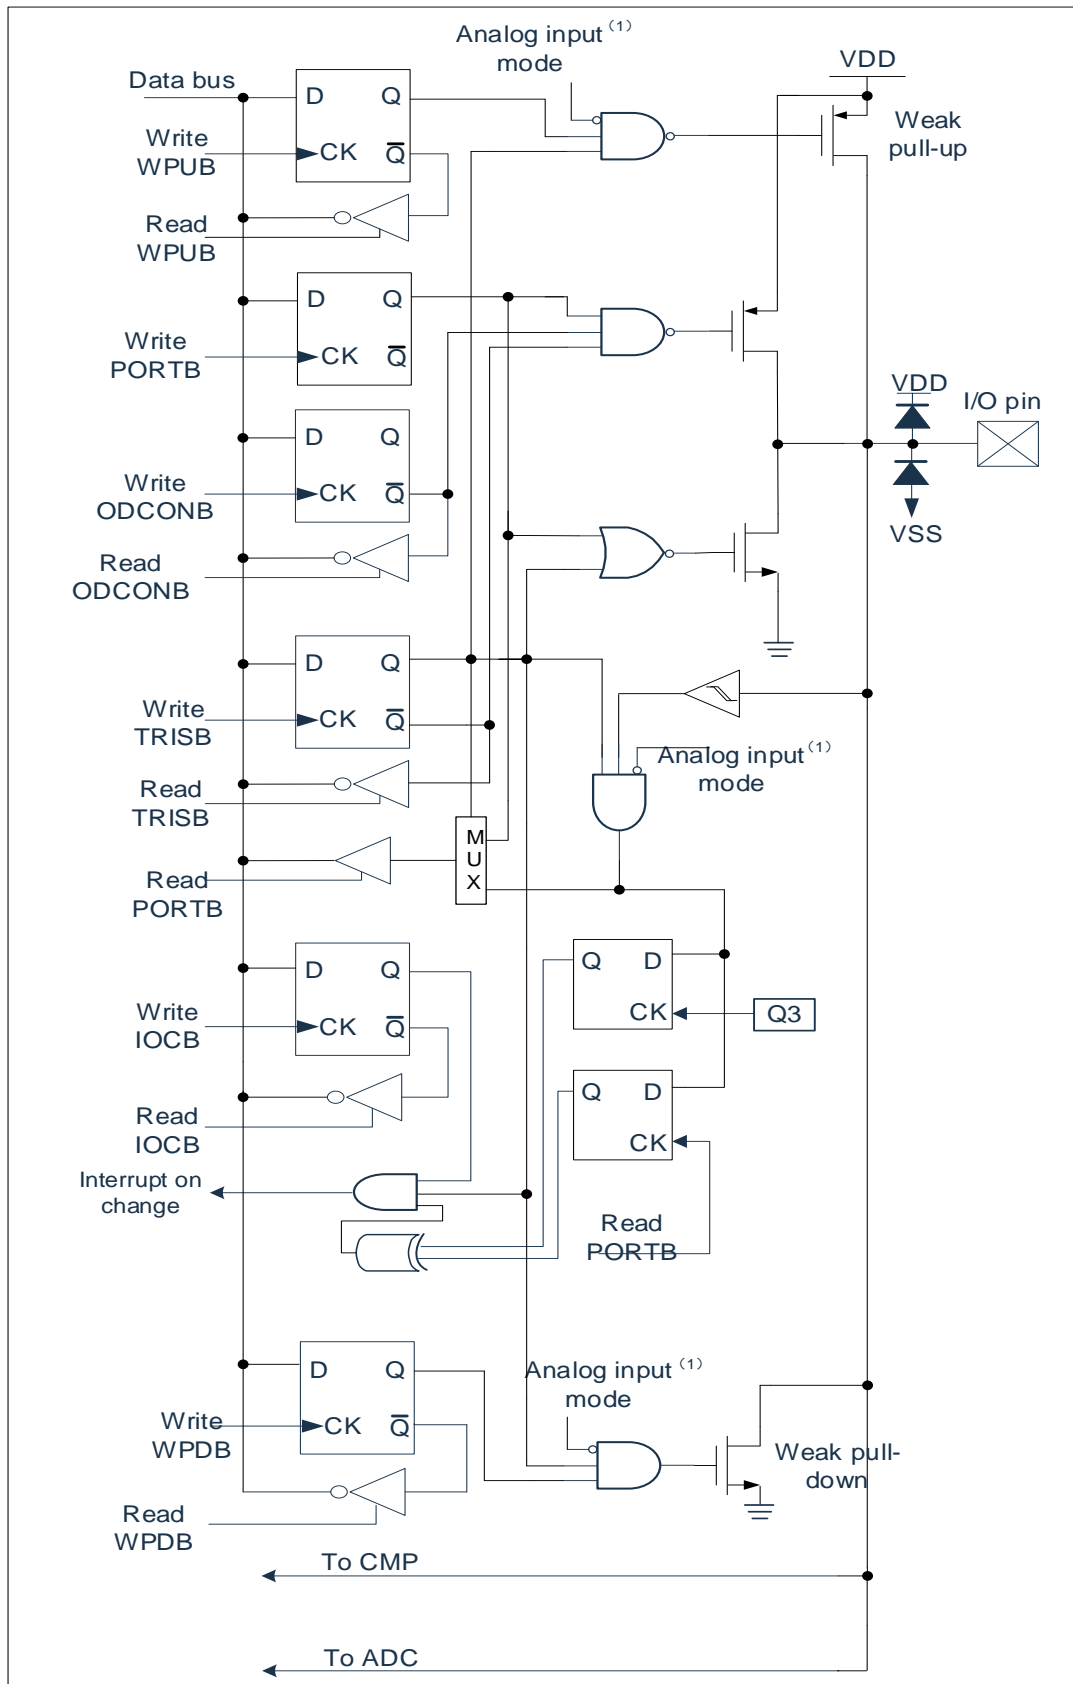 Analog input（1）
mode
VDD
Data bus
D
Q
Weak
pull-up
Write
WPUB
CK
Q̅
Read
WPUB
D
Q
Write
PORTB
CK
Q̅
VDD
I/O pin
D
Q
Write
ODCONB
CK
Q̅
VSS
Read
ODCONB
D
Q
Write
TRISB
CK
Q̅
Analog input（1）
mode
Read
TRISB
M
U
X
Read
PORTB
D
Q
Q
D
Write
IOCB
CK
Q̅
CK
Q3
Q
D
Read
IOCB
CK
Interrupt on
change
Read
PORTB
D
Q
Analog input（1）
mode
Write
WPDB
CK
Q̅
Weak pull-
down
Read
WPDB
To CMP
To ADC